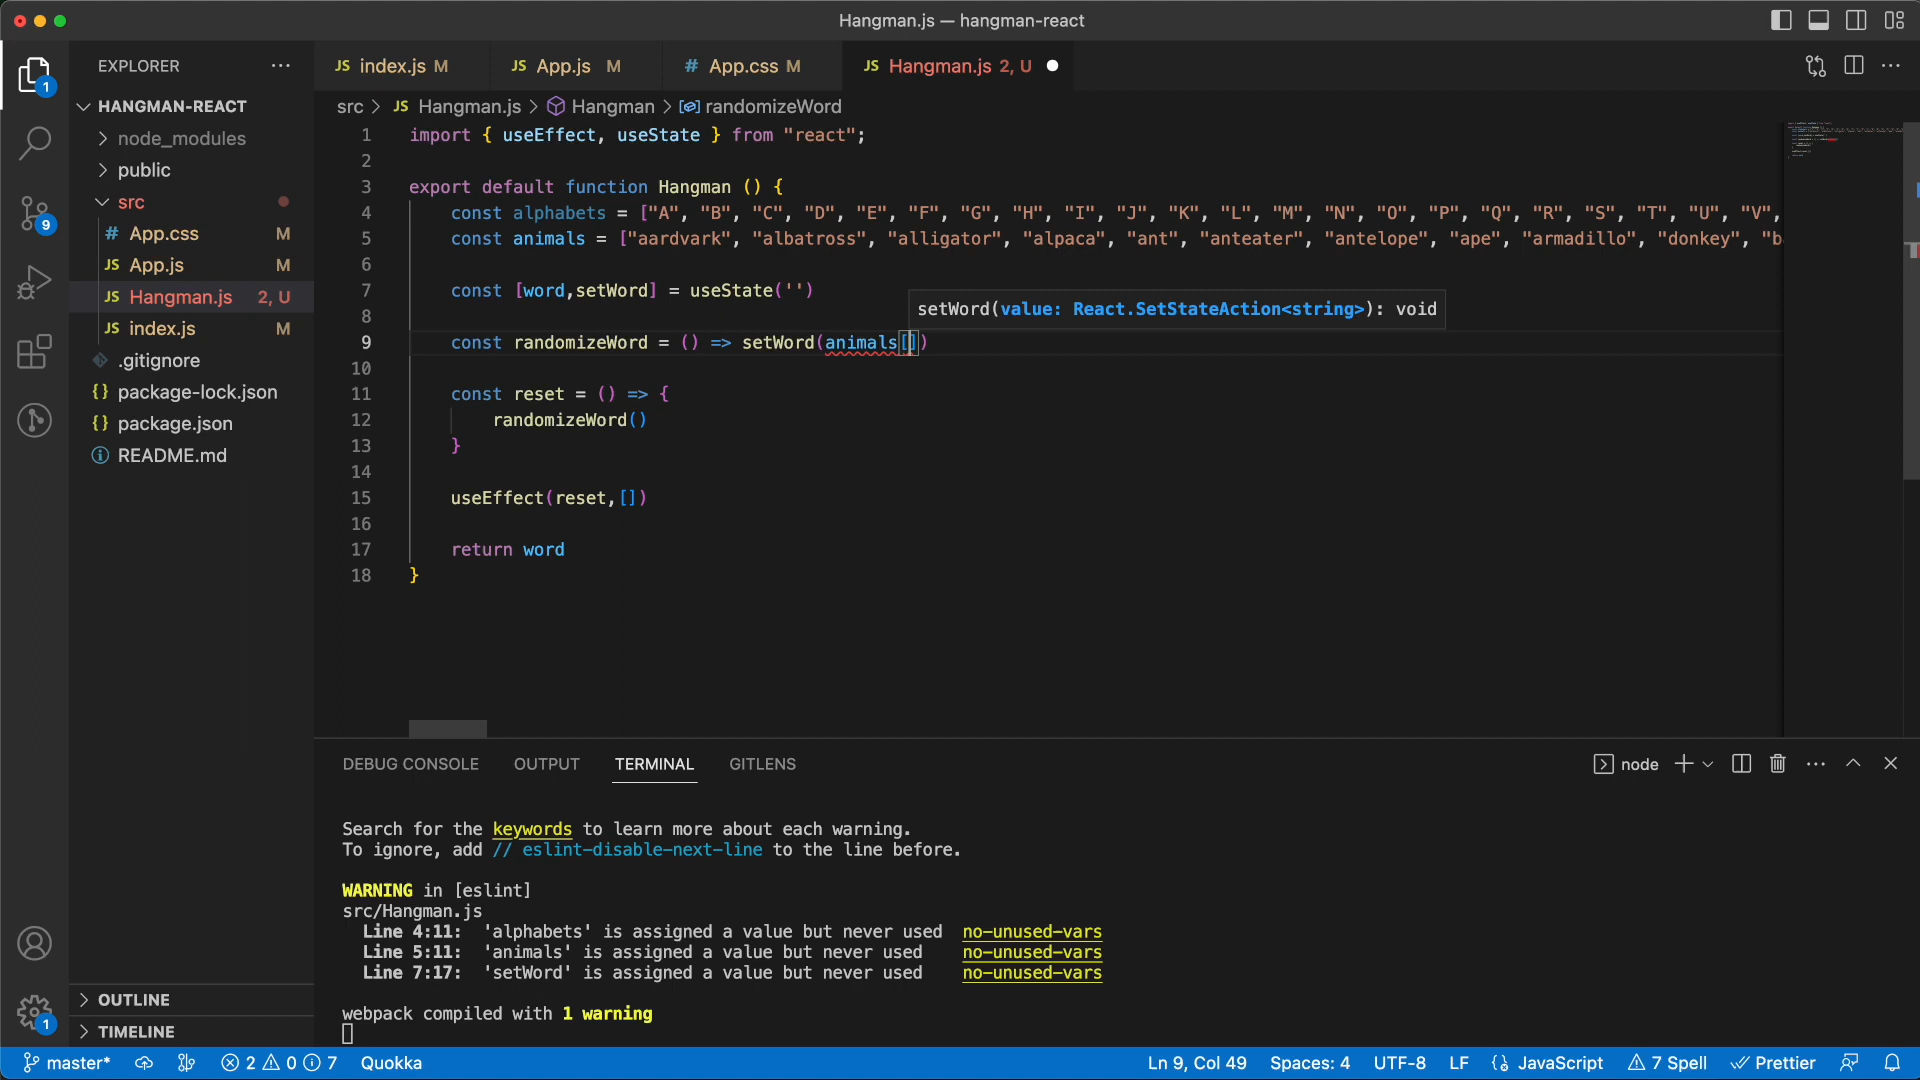 Hangman.js — hangman-react
EXPLORER
HANGMAN-REACT
node_modules
public
src
# App.css M
JS App.js M
JS Hangman.js 2, U
JS index.js M
.gitignore
{} package-lock.json
{} package.json
README.md
OUTLINE
TIMELINE
1
9
1
JS index.js M
JS App.js M
# App.css M
JS Hangman.js 2, U
src > JS Hangman.js > Hangman > randomizeWord
1 import { useEffect, useState } from "react";
2
3 export default function Hangman () {
4 const alphabets = ["A", "B", "C", "D", "E", "F", "G", "H", "I", "J", "K", "L", "M", "N", "O", "P", "Q", "R", "S", "T", "U", "V",
5 const animals = ["aardvark", "albatross", "alligator", "alpaca", "ant", "anteater", "antelope", "ape", "armadillo", "donkey", "b
6
7 const [word,setWord] = useState('')
setWord(value: React.SetStateAction<string>): void
8
9 const randomizeWord = () => setWord(animals[])
10
11 const reset = () => {
12 randomizeWord()
13 }
14
15 useEffect(reset,[])
16
17 return word
18 }
DEBUG CONSOLE OUTPUT TERMINAL GITLENS
node
Search for the keywords to learn more about each warning.
To ignore, add // eslint-disable-next-line to the line before.
WARNING in [eslint]
src/Hangman.js
Line 4:11: 'alphabets' is assigned a value but never used no-unused-vars
Line 5:11: 'animals' is assigned a value but never used no-unused-vars
Line 7:17: 'setWord' is assigned a value but never used no-unused-vars
webpack compiled with 1 warning
master* 2 0 7 Quokka Ln 9, Col 49 Spaces: 4 UTF-8 LF {} JavaScript 7 Spell Prettier